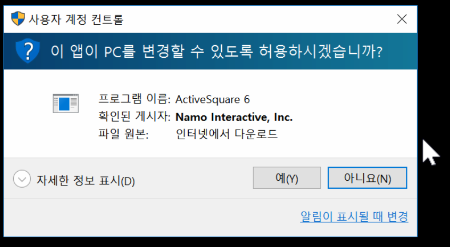 사용자 계정 컨트롤
이 앱이 PC를 변경할 수 있도록 허용하시겠습니까?
프로그램 이름: ActiveSquare 6
확인된 게시자: Namo Interactive, Inc.
파일 원본: 인터넷에서 다운로드
자세한 정보 표시(D)
예(Y)
아니요(N)
알림이 표시될 때 변경